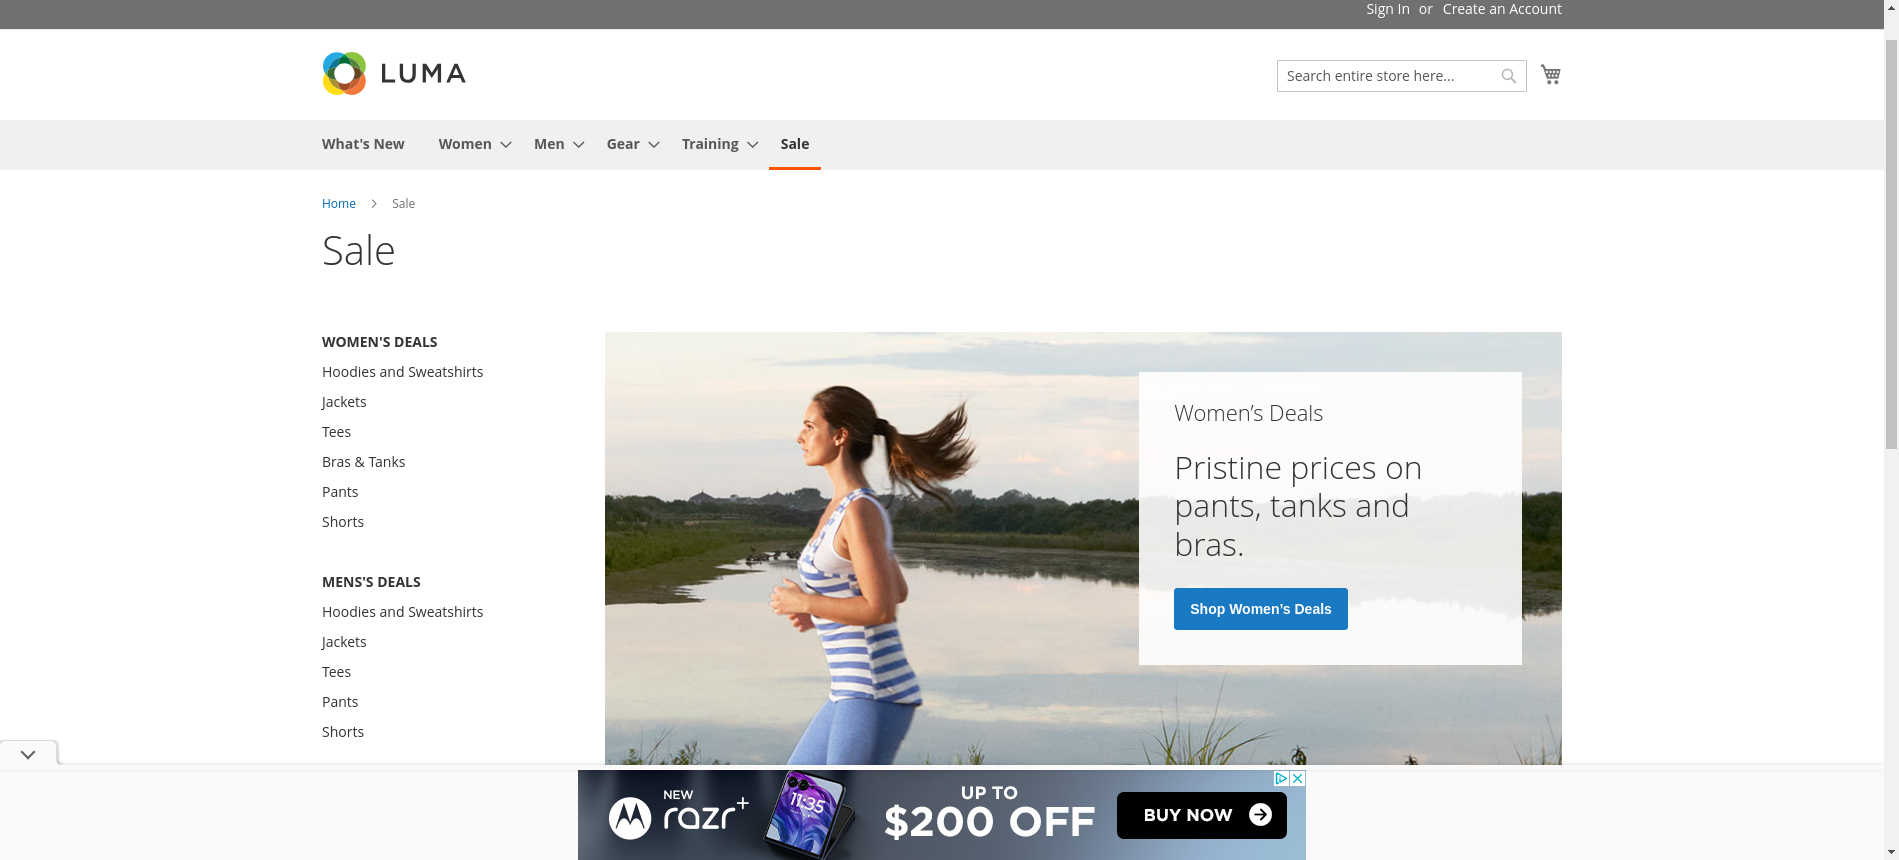 Sign In or Create an Account
LUMA
Search entire store here...
What's New Women Men Gear Training Sale
Home Sale
Sale
WOMEN'S DEALS
Hoodies and Sweatshirts
Jackets
Tees
Bras & Tanks
Pants
Shorts
MENS'S DEALS
Hoodies and Sweatshirts
Jackets
Tees
Pants
Shorts
Women’s Deals
Pristine prices on
pants, tanks and
bras.
Shop Women’s Deals
NEW
razr+
11:35
UP TO
$200 OFF
BUY NOW